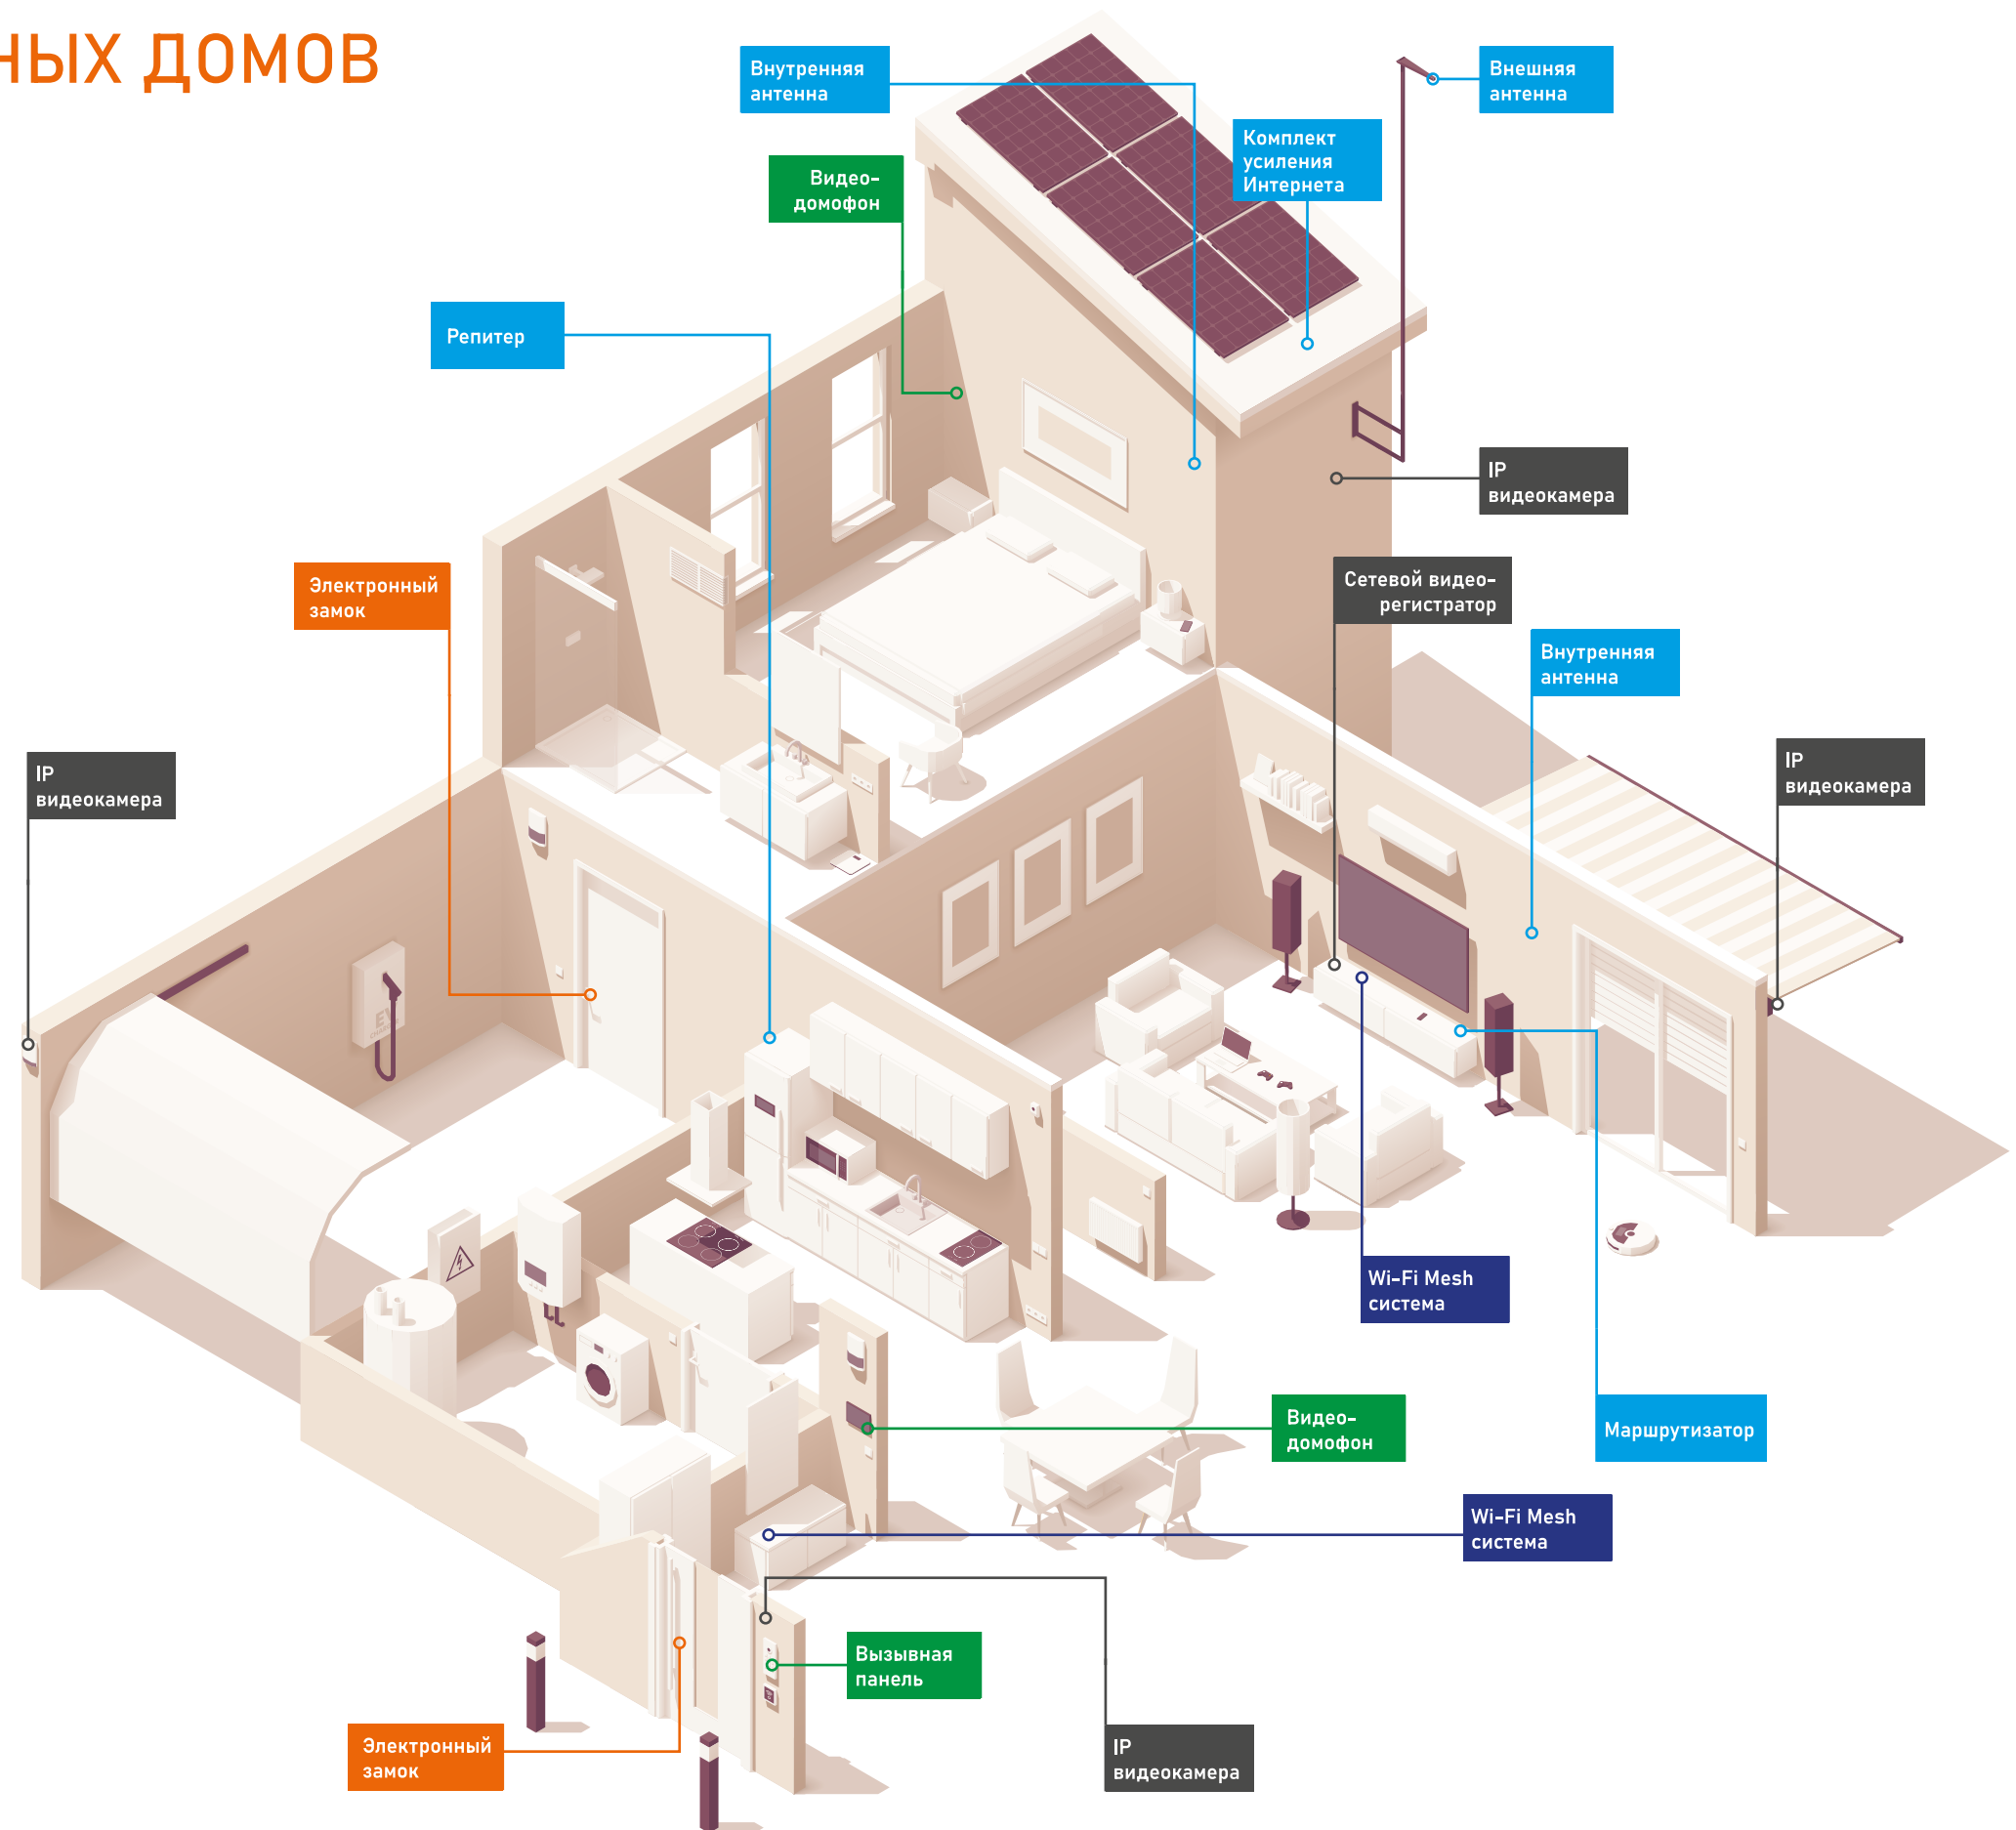 НЫХ ДОМОВ
Внутренняя
антенна
Внешняя
антенна
Комплект
усиления
Интернета
Видео-
домофон
Репитер
IP
видеокамера
Электронный
замок
Сетевой видео-
регистратор
Внутренняя
антенна
IP
видеокамера
IP
видеокамера
EV
Wi-Fi Mesh
система
Видео-
домофон
Маршрутизатор
Wi-Fi Mesh
система
Вызывная
панель
Электронный
замок
IP
видеокамера